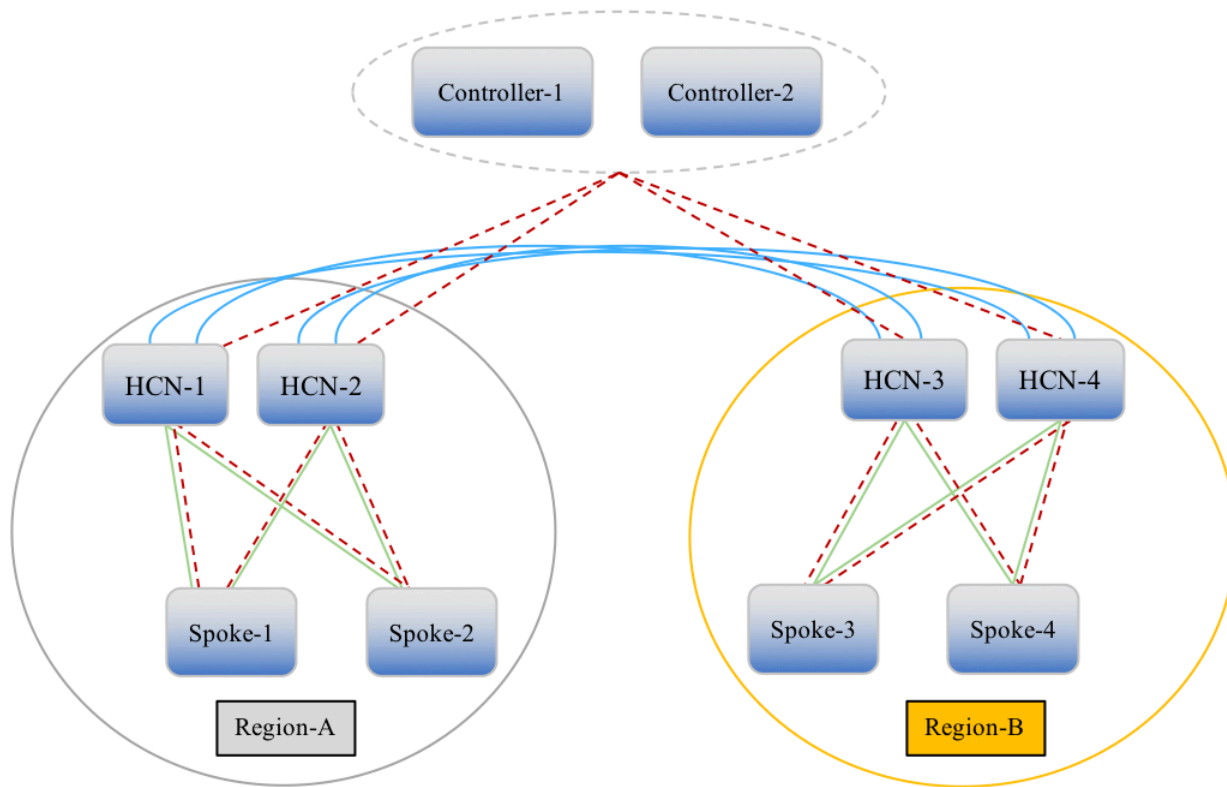 Controller-1
Controller-2
HCN-1
HCN-2
HCN-3
HCN-4
Spoke-1
Spoke-2
Spoke-3
Spoke-4
Region-A
Region-B